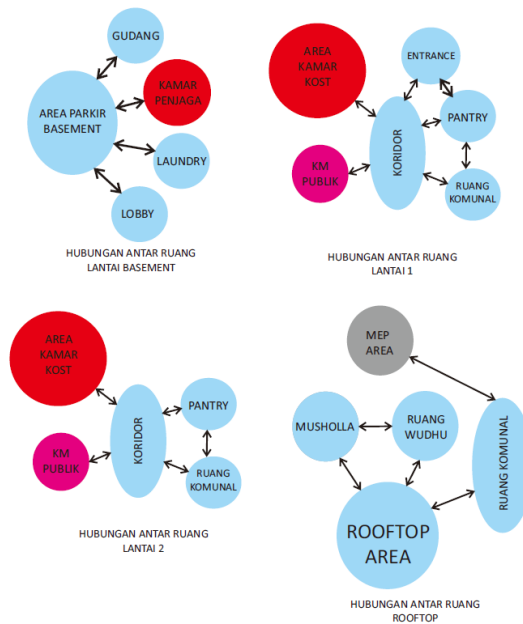 GUDANG
KAMAR
PENJAGA
AREA PARKIR
BASEMENT
LAUNDRY
LOBBY
HUBUNGAN ANTAR RUANG
LANTAI BASEMENT
AREA
KAMAR
KOST
ENTRANCE
PANTRY
KORIDOR
KM
PUBLIK
RUANG
KOMUNAL
HUBUNGAN ANTAR RUANG
LANTAI 1
AREA
KAMAR
KOST
PANTRY
KORIDOR
KM
PUBLIK
RUANG
KOMUNAL
HUBUNGAN ANTAR RUANG
LANTAI 2
MEP
AREA
MUSHOLLA
RUANG
WUDHU
RUANG KOMUNAL
ROOFTOP
AREA
HUBUNGAN ANTAR RUANG
ROOFTOP